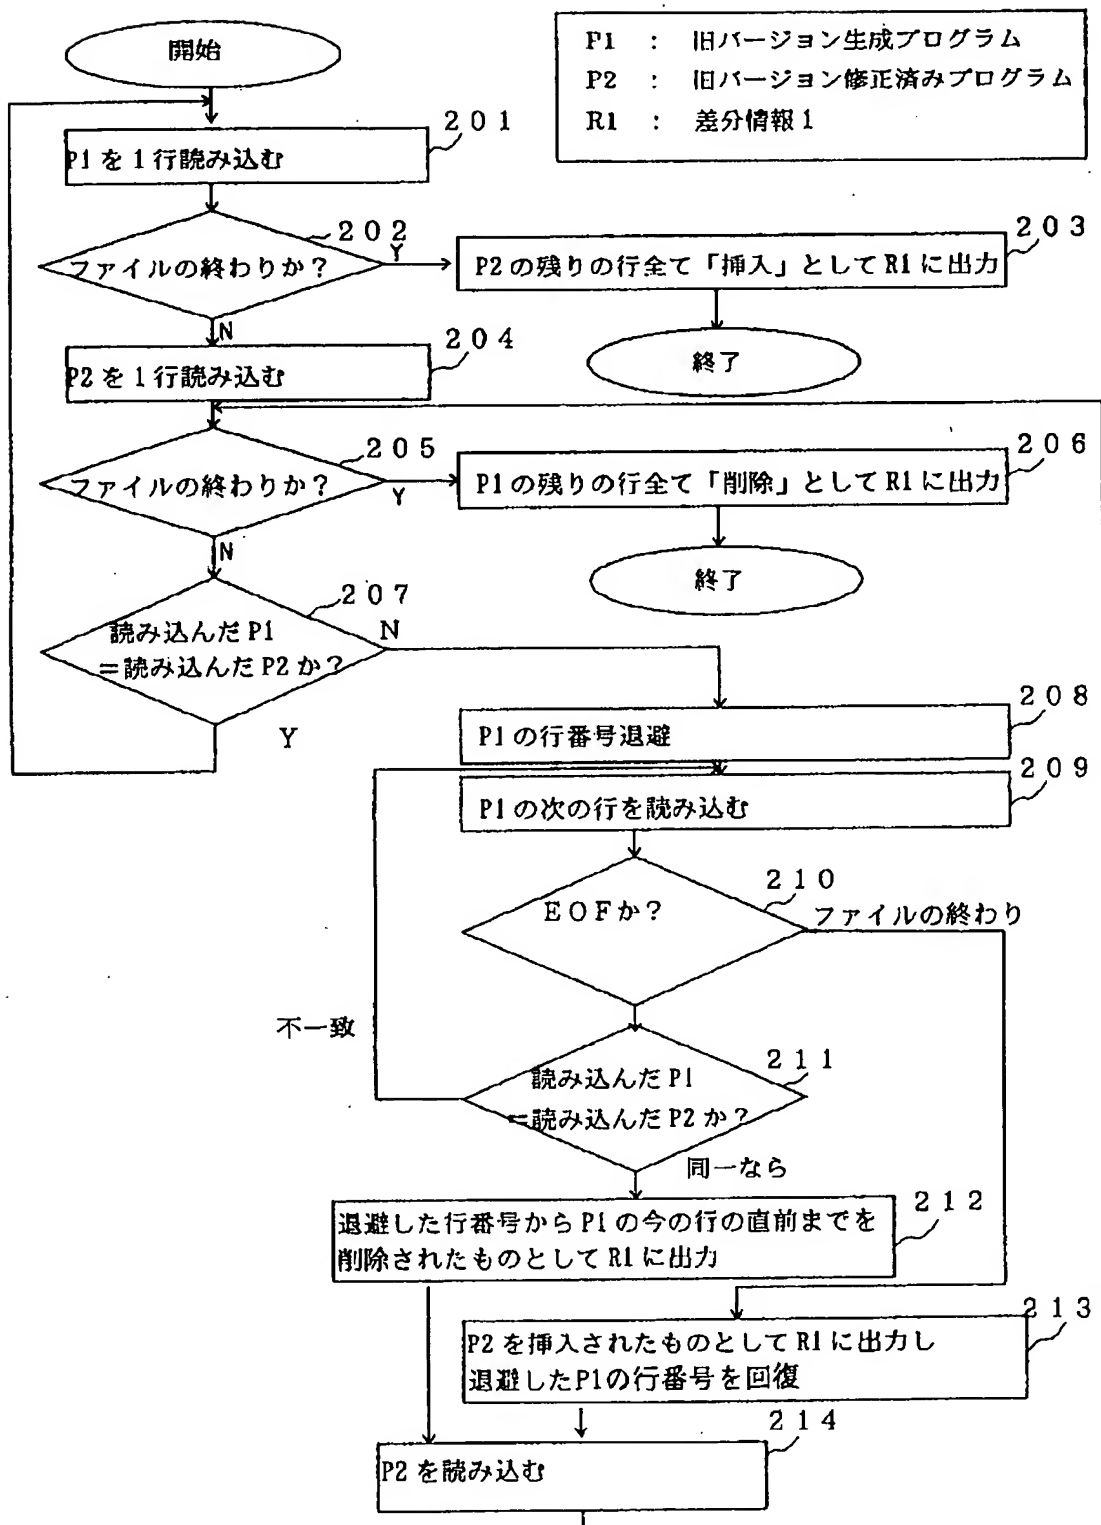 開始
P1 : 旧バージョン生成プログラム
P2 : 旧バージョン修正済みプログラム
R1 : 差分情報1
201
P1を1行読み込む
202
ファイルの終わりか？
Y
203
P2の残りの行全て「挿入」としてR1に出力
N
終了
204
P2を1行読み込む
205
ファイルの終わりか？
Y
206
P1の残りの行全て「削除」としてR1に出力
N
終了
207
読み込んだP1
＝読み込んだP2か？
N
Y
208
P1の行番号退避
209
P1の次の行を読み込む
210
EOFか？
ファイルの終わり
不一致
211
読み込んだP1
＝読み込んだP2か？
同一なら
212
退避した行番号からP1の今の行の直前までを
削除されたものとしてR1に出力
213
P2を挿入されたものとしてR1に出力し
退避したP1の行番号を回復
214
P2を読み込む